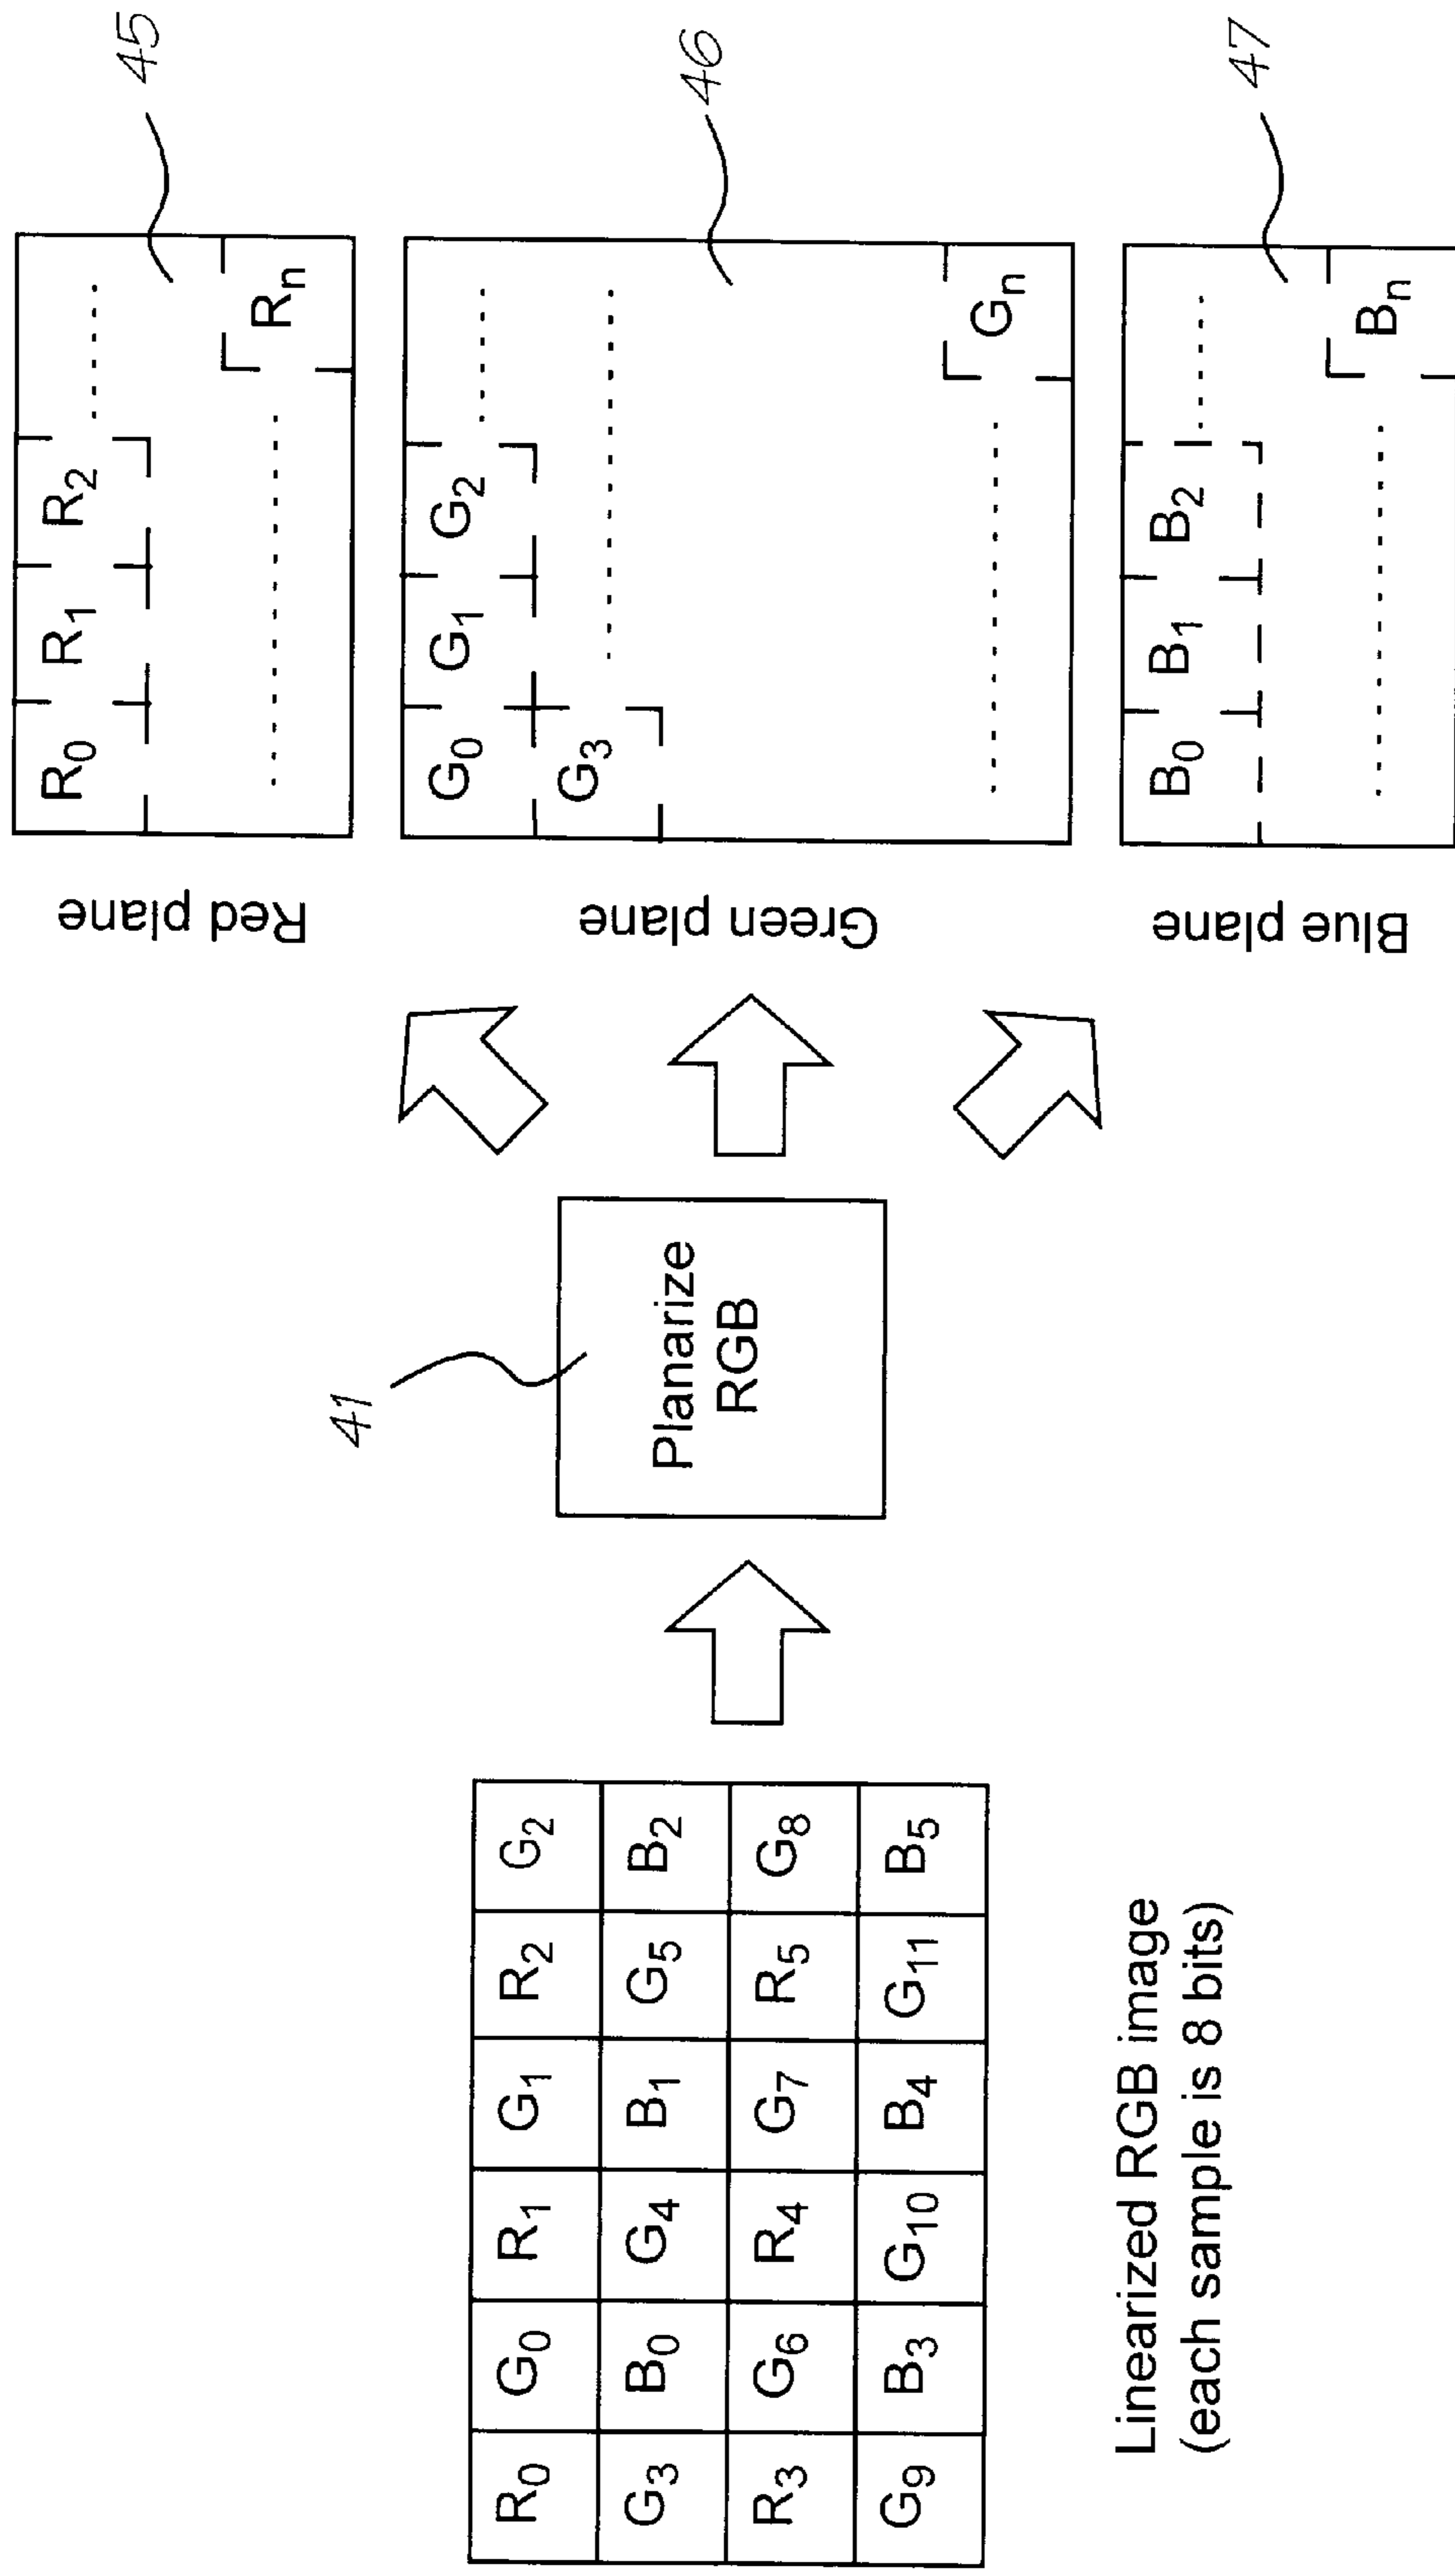 R0 G0 R1 G1 R2 G2
G3 B0 G4 B1 G5 B2
R3 G6 R4 G7 R5 G8
G9 B3 G10 B4 G11 B5
Linearized RGB image
(each sample is 8 bits)
41
Planarize
RGB
Red plane
R0 R1 R2
Rn
45
Green plane
G0 G1 G2
G3
Gn
46
Blue plane
B0 B1 B2
Bn
47